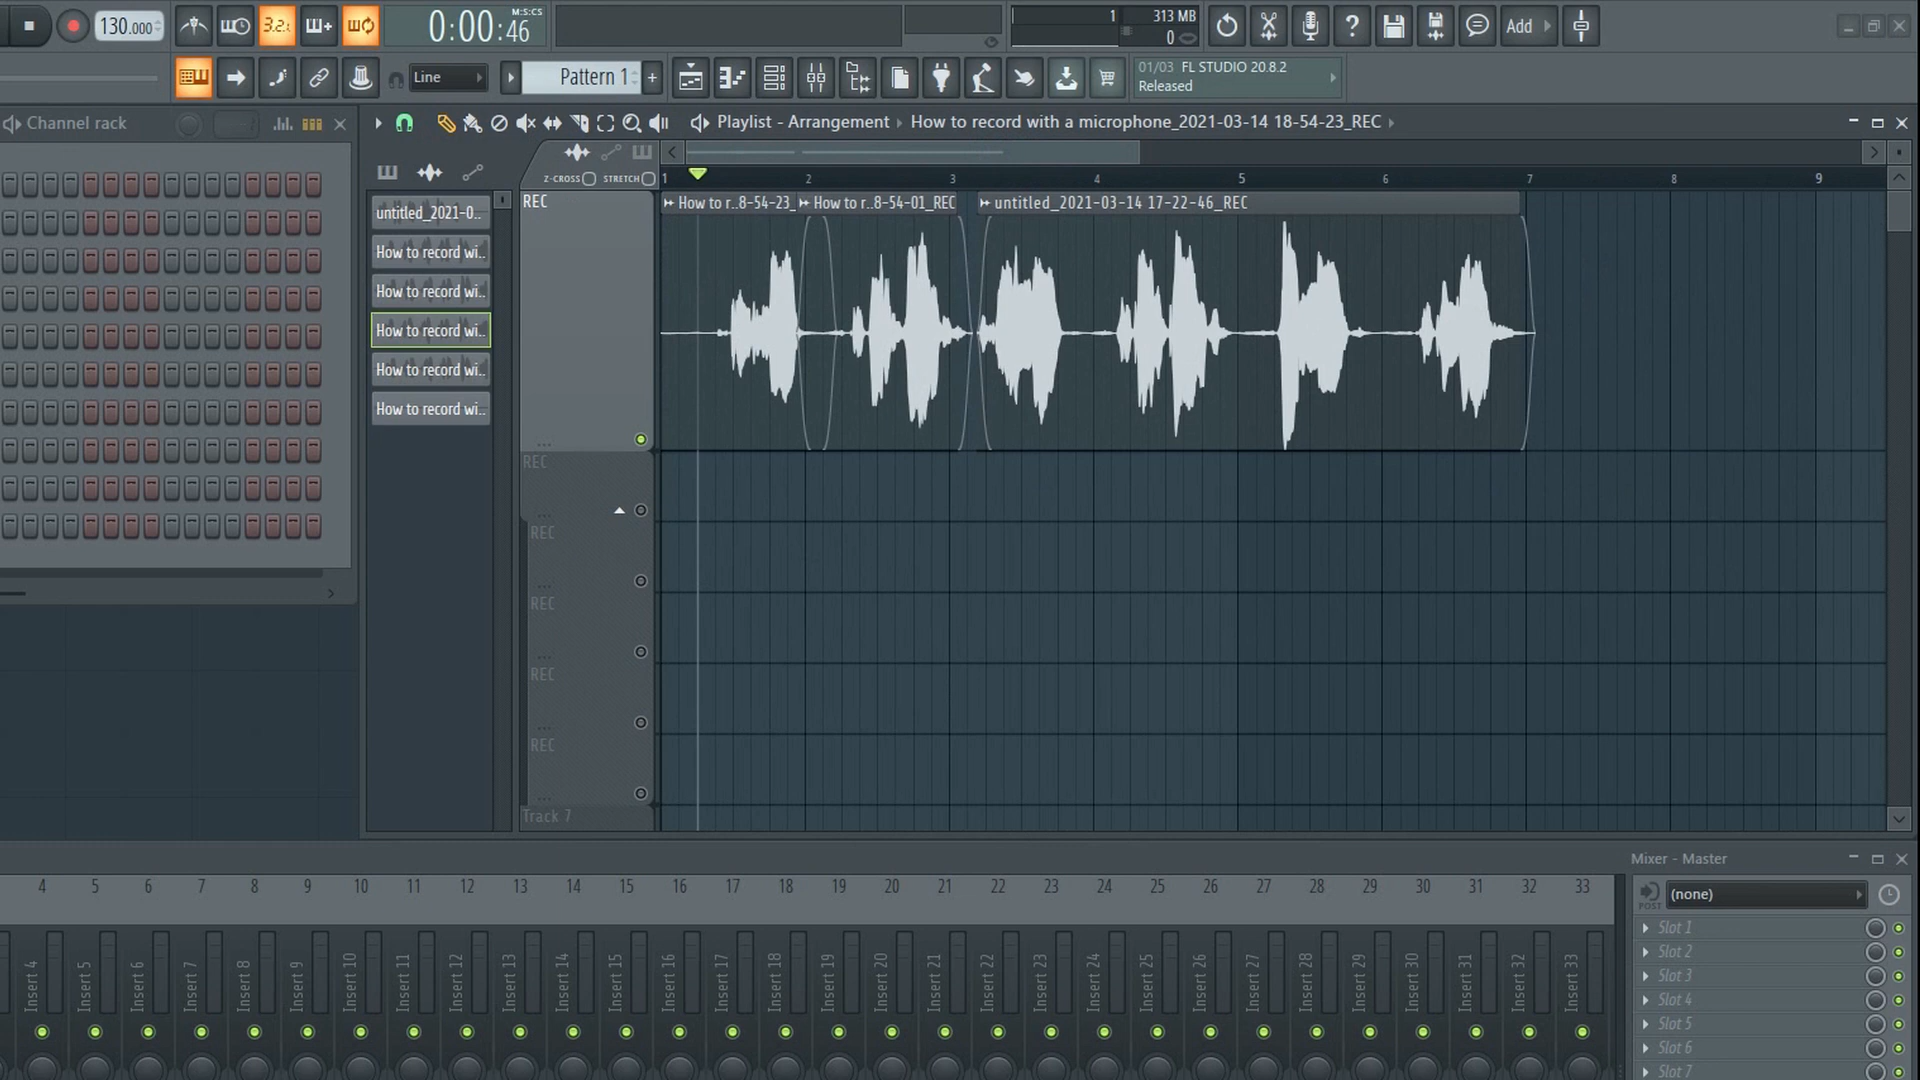 130.000
3.2.
M:S:CS
0:00:46
1
313 MB
0
?
Add
Line
Pattern 1
+
01/03 FL STUDIO 20.8.2
Released
Channel rack
Playlist - Arrangement › How to record with a microphone_2021-03-14 18-54-23_REC ›
Z-CROSS STRETCH
1 2 3 4 5 6 7 8 9
untitled_2021-0..
How to record wi..
How to record wi..
How to record wi..
How to record wi..
How to record wi..
REC
How to r..8-54-23_
How to r..8-54-01_REC
untitled_2021-03-14 17-22-46_REC
...
REC
...
REC
...
REC
...
REC
...
REC
...
Track 7
Mixer - Master
4 5 6 7 8 9 10 11 12 13 14 15 16 17 18 19 20 21 22 23 24 25 26 27 28 29 30 31 32 33
Insert 4
Insert 5
Insert 6
Insert 7
Insert 8
Insert 9
Insert 10
Insert 11
Insert 12
Insert 13
Insert 14
Insert 15
Insert 16
Insert 17
Insert 18
Insert 19
Insert 20
Insert 21
Insert 22
Insert 23
Insert 24
Insert 25
Insert 26
Insert 27
Insert 28
Insert 29
Insert 30
Insert 31
Insert 32
Insert 33
POST
(none)
Slot 1
Slot 2
Slot 3
Slot 4
Slot 5
Slot 6
Slot 7